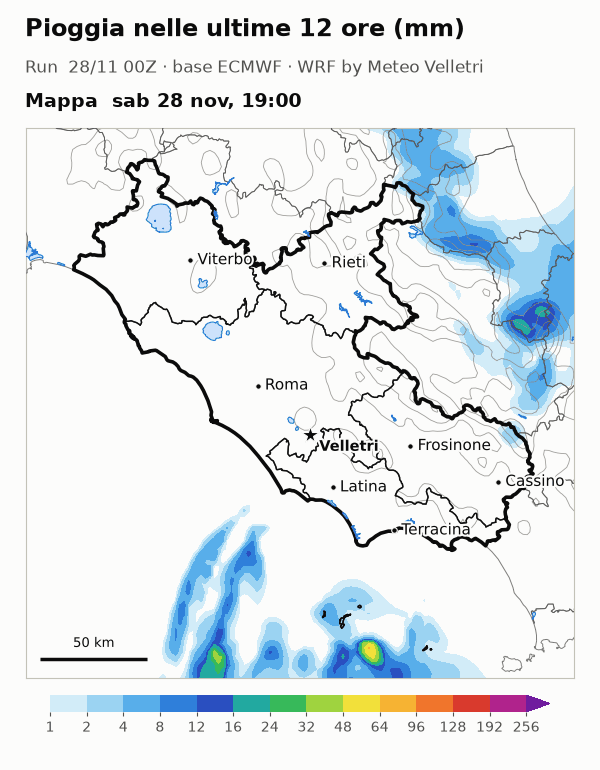 Pioggia nelle ultime 12 ore (mm)
Run  28/11 00Z · base ECMWF · WRF by Meteo Velletri
Mappa  sab 28 nov, 19:00
Viterbo
Rieti
Roma
Velletri
Frosinone
Latina
Cassino
Terracina
50 km
1 2 4 8 12 16 24 32 48 64 96 128 192 256